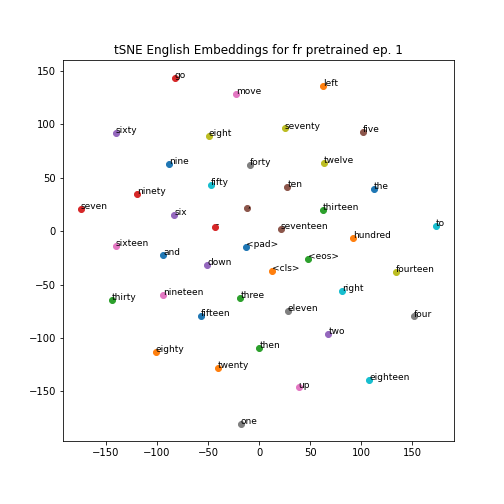 tSNE English Embeddings for fr pretrained ep. 1
150
100
50
0
−50
−100
−150
go
left
move
sixty
eight
seventy
five
nine
forty
twelve
fifty
ten
the
ninety
seven
six
thirteen
to
seventeen
hundred
sixteen
<pad>
and
<eos>
down
<cls>
fourteen
thirty
nineteen
three
right
fifteen
eleven
four
two
eighty
then
twenty
eighteen
up
one
−150
−100
−50
0
50
100
150